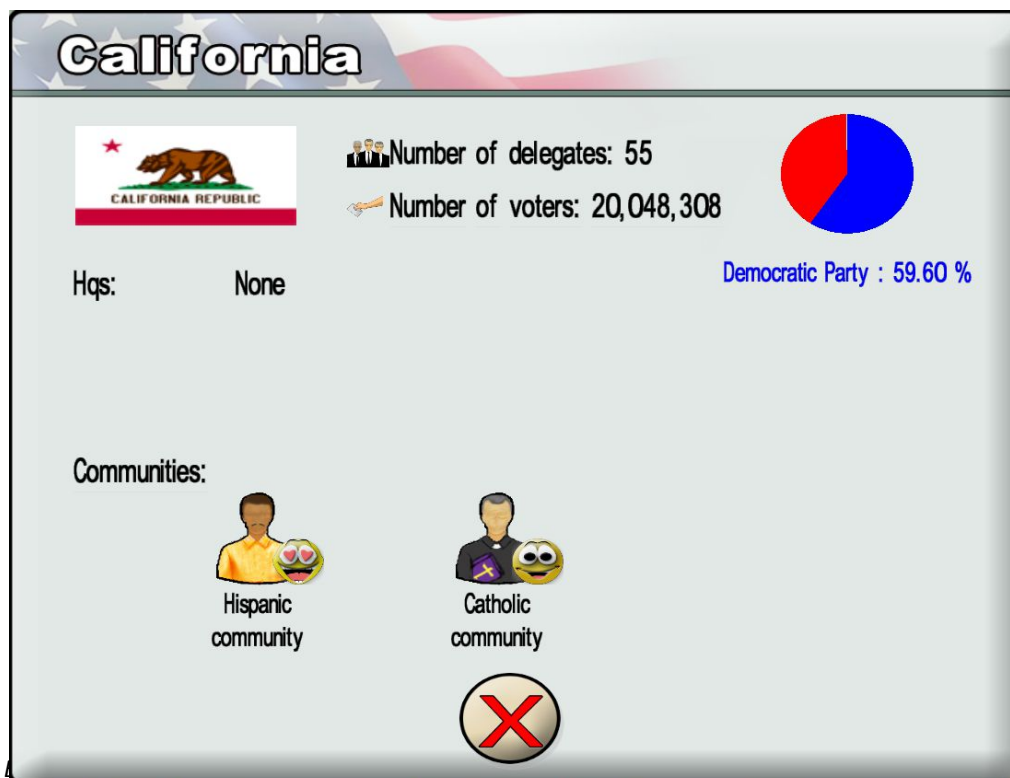 California
CALIFORNIA REPUBLIC
Number of delegates: 55
Number of voters: 20,048,308
Democratic Party : 59.60 %
Hqs: None
Communities:
Hispanic
community
Catholic
community